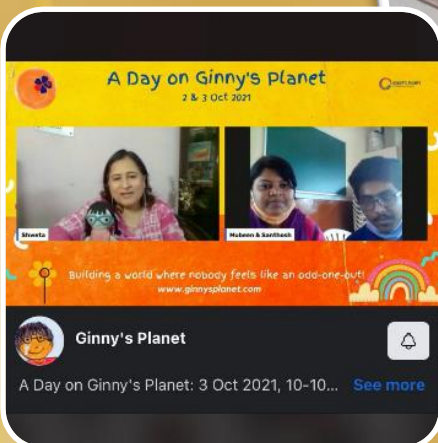 A Day on Ginny's Planet
2 & 3 Oct 2021
Shweta
Mubeen & Santhosh
Building a world where nobody feels like an odd-one-out!
www.ginnysplanet.com
Ginny's Planet
A Day on Ginny's Planet: 3 Oct 2021, 10-10... See more